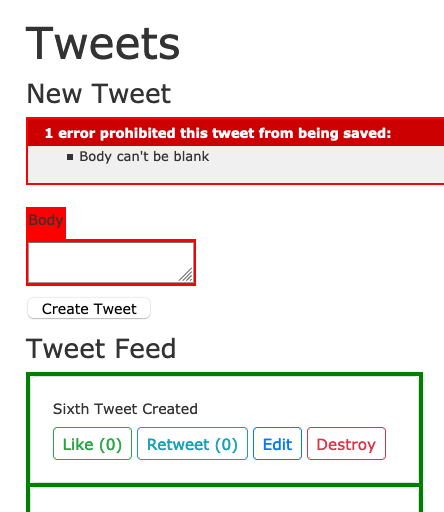 Tweets
New Tweet
1 error prohibited this tweet from being saved:
Body can't be blank
Body
Create Tweet
Tweet Feed
Sixth Tweet Created
Like (0) Retweet (0) Edit Destroy